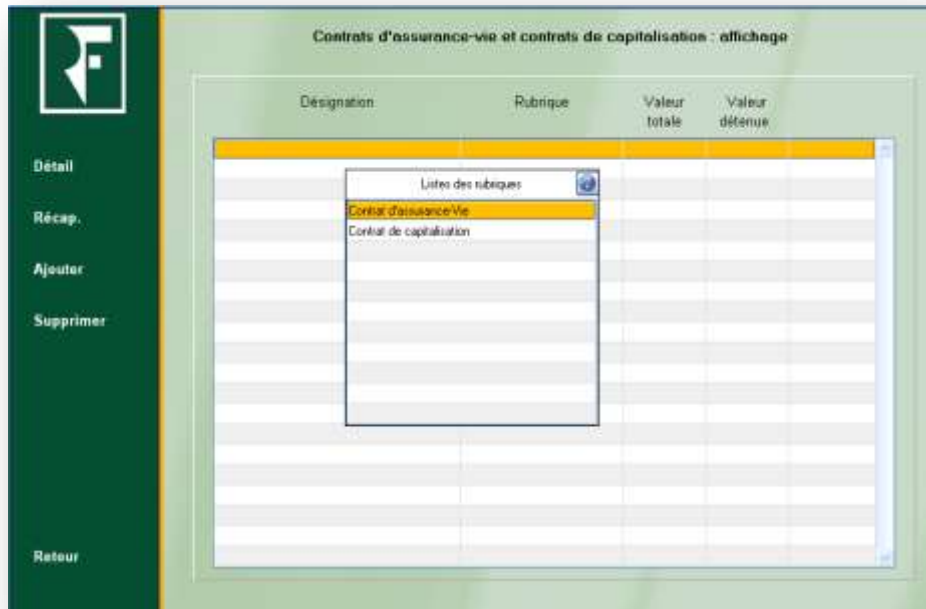 Contrats d'assurance-vie et contrats de capitalisation : affichage
Désignation Rubrique Valeur totale Valeur détenue
Détail
Récap.
Ajouter
Supprimer
Retour
Listes des rubriques
Contrat d'assurance-Vie
Contrat de capitalisation